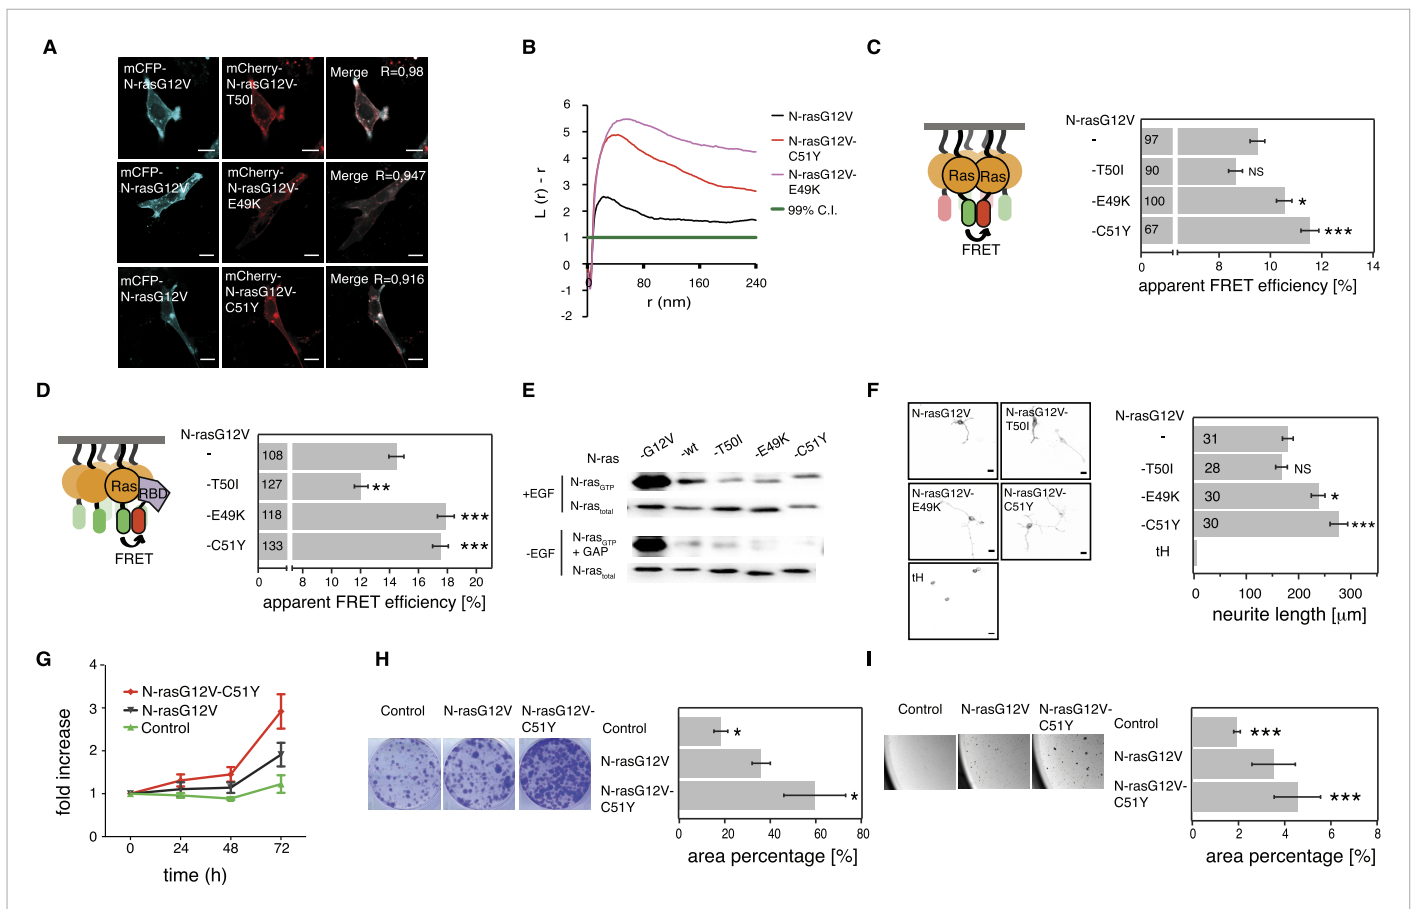 A
mCFP-
N-rasG12V
mCherry-
N-rasG12V-
T50I
Merge R=0,98
mCFP-
N-rasG12V
mCherry-
N-rasG12V-
E49K
Merge R=0,947
mCFP-
N-rasG12V
mCherry-
N-rasG12V-
C51Y
Merge R=0,916
B
L (r) - r
6
5
4
3
2
1
0
-1
-2
0 80 160 240
r (nm)
N-rasG12V
N-rasG12V-
C51Y
N-rasG12V-
E49K
99% C.I.
C
Ras Ras
FRET
N-rasG12V
- 97
-T50I 90 NS
-E49K 100 *
-C51Y 67 ***
0 8 10 12 14
apparent FRET efficiency [%]
D
Ras RBD
FRET
N-rasG12V
- 108
-T50I 127 **
-E49K 118 ***
-C51Y 133 ***
0 2 12 14 16 18 20
apparent FRET efficiency [%]
E
N-ras -G12V -wt -T50I -E49K -C51Y
+EGF
N-rasGTP
N-rastotal
-EGF
N-rasGTP
+ GAP
N-rastotal
F
N-rasG12V
N-rasG12V-
T50I
N-rasG12V-
E49K
N-rasG12V-
C51Y
tH
N-rasG12V
- 31
-T50I 28 NS
-E49K 30 *
-C51Y 30 ***
tH
0 100 200 300
neurite length [μm]
G
fold increase
4
3
2
1
0
N-rasG12V-C51Y
N-rasG12V
Control
0 24 48 72
time (h)
H
Control N-rasG12V N-rasG12V-
C51Y
Control *
N-rasG12V
N-rasG12V-
C51Y *
0 20 40 60 80
area percentage [%]
I
Control N-rasG12V N-rasG12V-
C51Y
Control ***
N-rasG12V
N-rasG12V-
C51Y ***
0 2 4 6 8
area percentage [%]